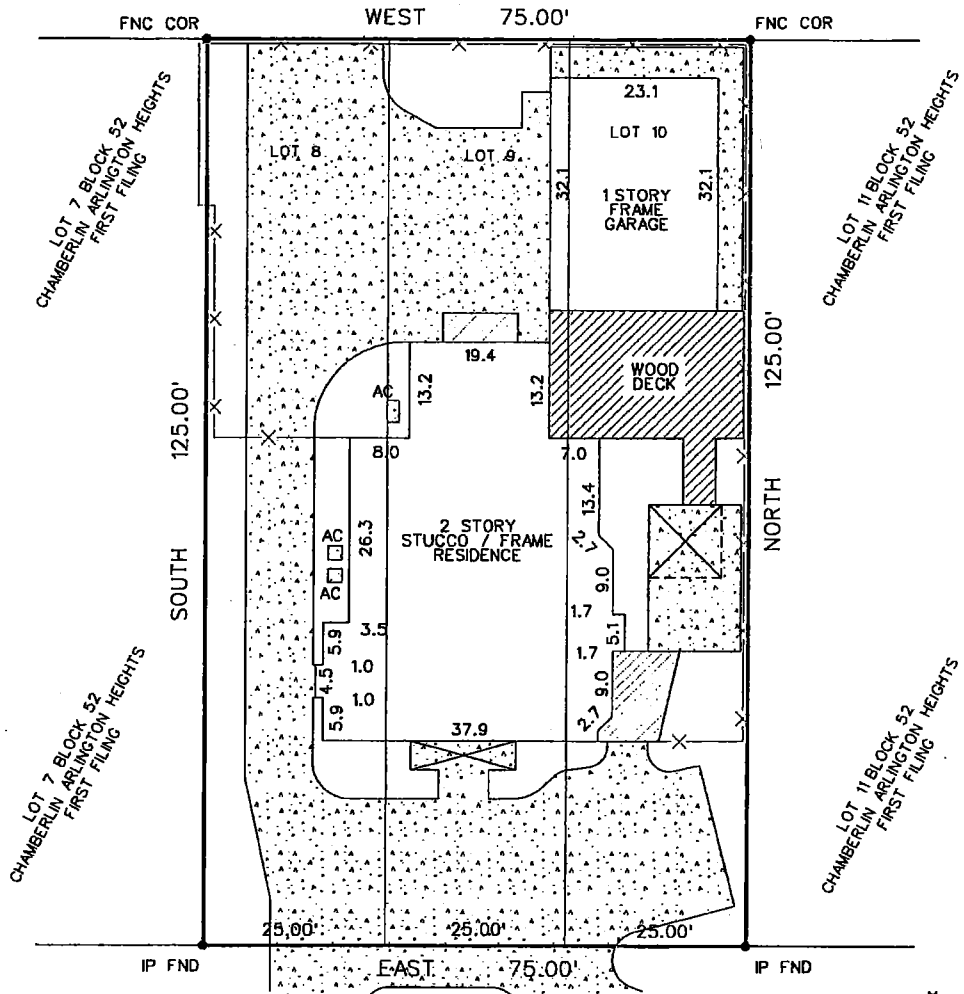 WEST 75.00'
FNC COR
FNC COR
LOT 7 BLOCK 52
CHAMBERLIN ARLINGTON HEIGHTS
FIRST FILING
LOT 11 BLOCK 52
CHAMBERLIN ARLINGTON HEIGHTS
FIRST FILING
23.1
LOT 8
LOT 9
LOT 10
32.1
32.1
1 STORY
FRAME
GARAGE
19.4
WOOD
DECK
AC
13.2
13.2
SOUTH 125.00'
NORTH 125.00'
8.0
7.0
13.4
2 STORY
STUCCO / FRAME
RESIDENCE
26.3
AC
AC
2.7
9.0
1.7
5.1
3.5
5.9
1.7
1.0
4.5
1.0
9.0
5.9
2.7
37.9
LOT 7 BLOCK 52
CHAMBERLIN ARLINGTON HEIGHTS
FIRST FILING
LOT 11 BLOCK 52
CHAMBERLIN ARLINGTON HEIGHTS
FIRST FILING
25.00'
25.00'
25.00'
IP FND
EAST 75.00'
IP FND